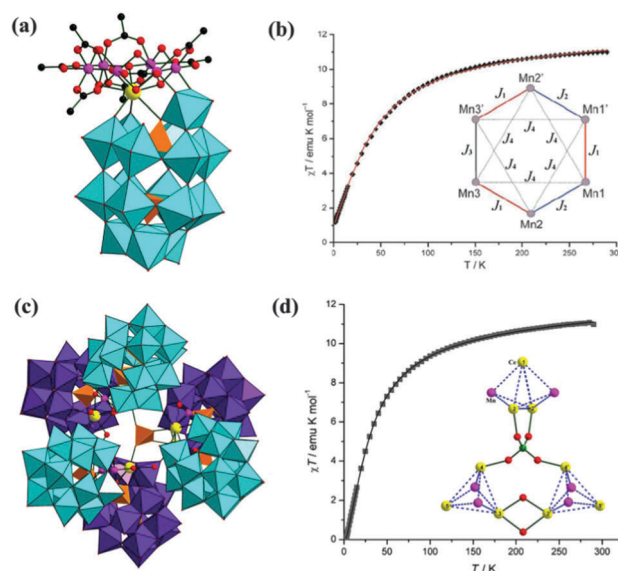 (a)
(b)
12
10
8
6
4
2
0
χT / emu K mol⁻¹
Mn2'
J₁ J₂
Mn3' Mn1'
J₄
J₄ J₄
J₃ J₁
J₄ J₄
J₄
Mn3 Mn1
J₁ J₂
Mn2
0 50 100 150 200 250 300
T / K
(c)
(d)
12
10
8
6
4
2
0
χT / emu K mol⁻¹
Ce
Mn
0 50 100 150 200 250 300
T / K